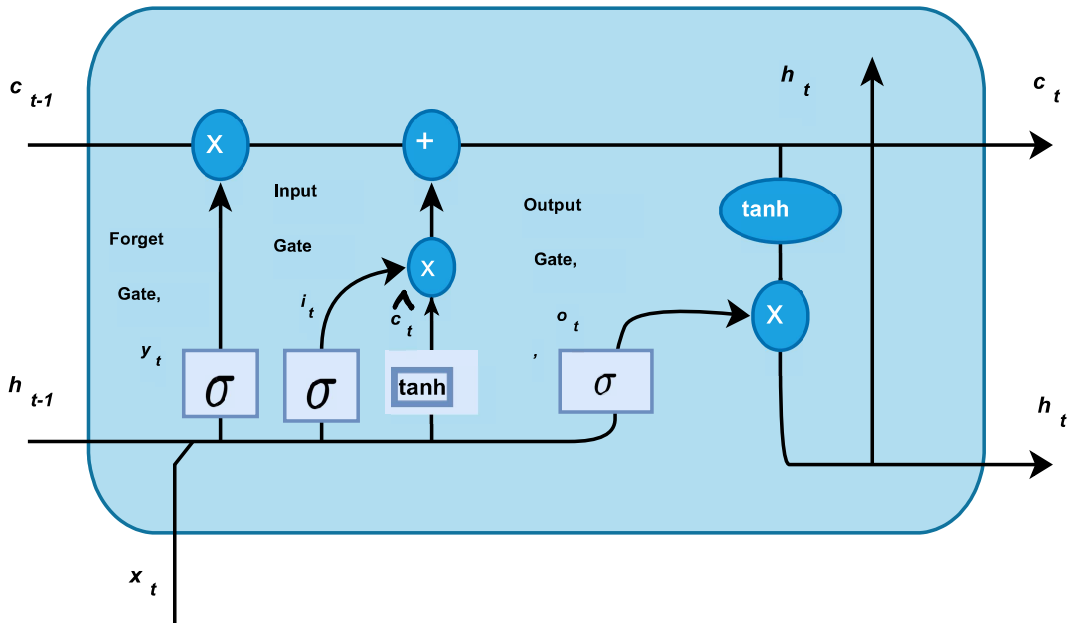 h t
c t-1
c t
x
+
Input
tanh
Output
Forget
Gate
Gate,
x
Gate,
i t
ĉ t
o t
x
y t
,
σ
σ
tanh
σ
h t-1
h t
x t